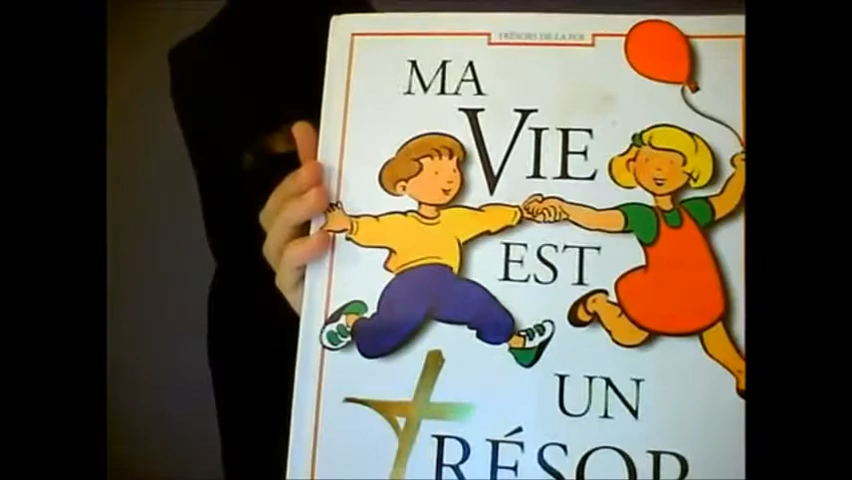 TRÉSORS DE LA FOI
MA
VIE
EST
UN
TRÉSOR